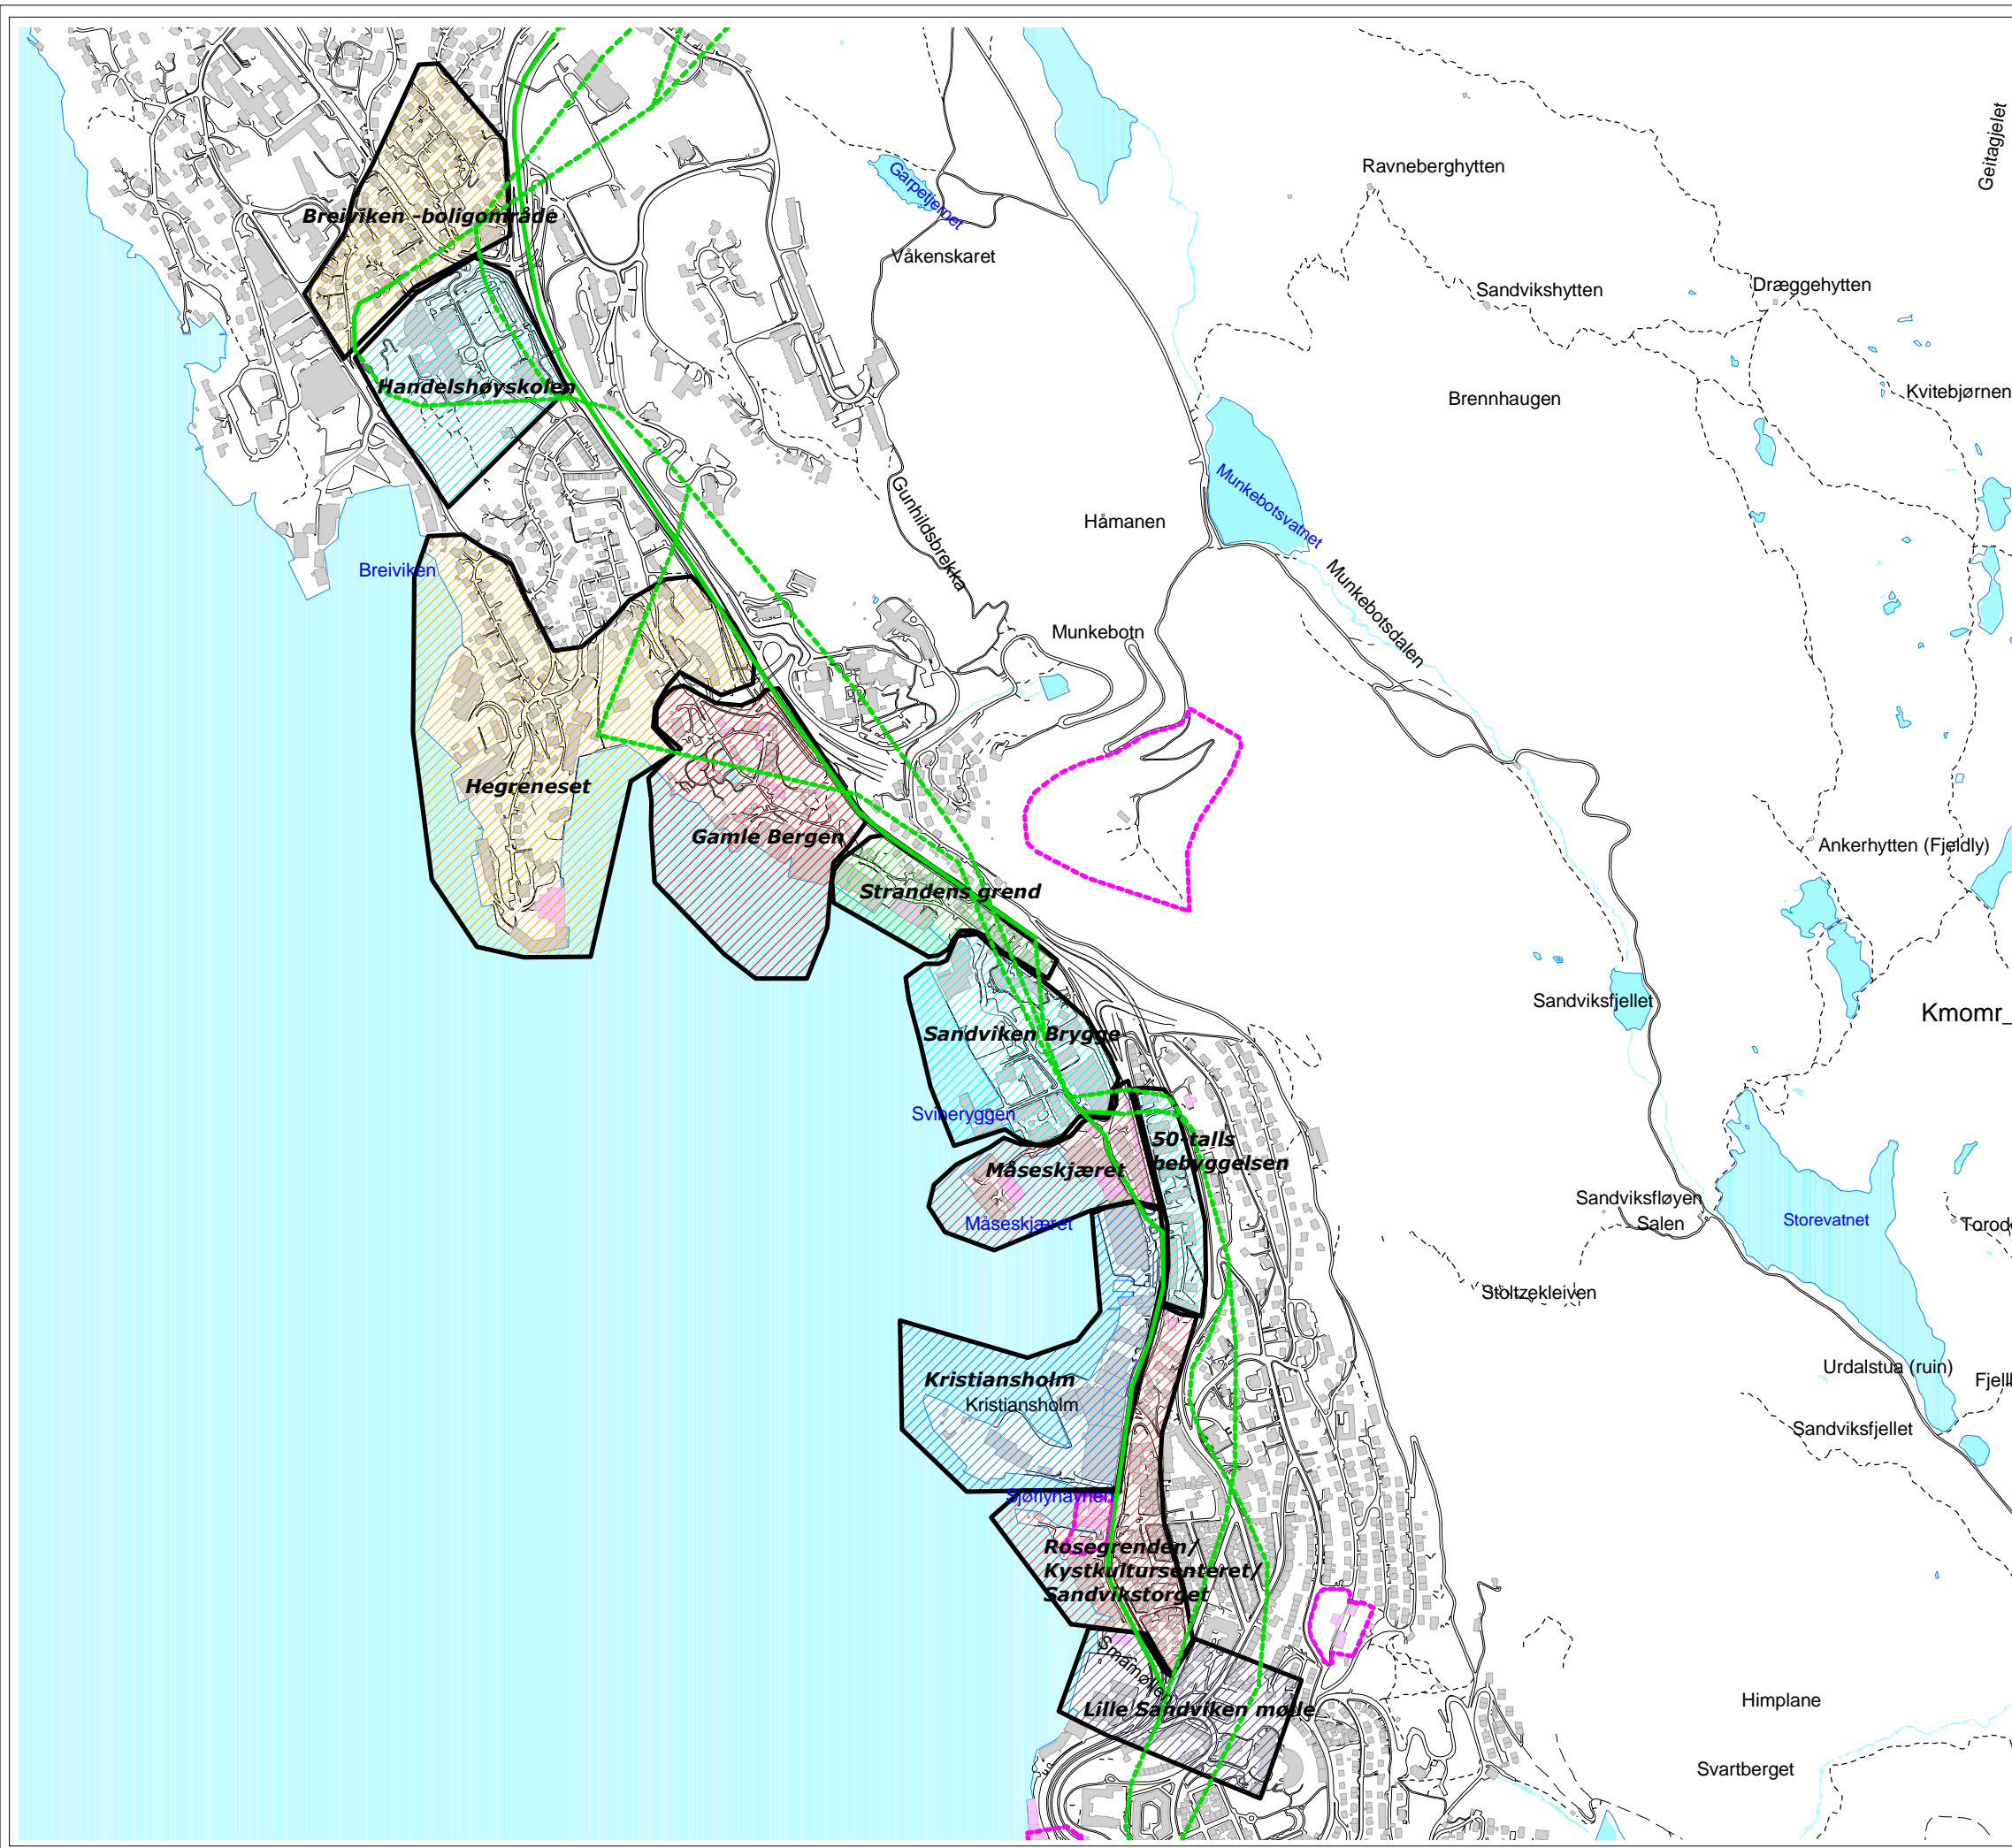 Geitagjelet
Ravneberghytten
Garpetjernet
Breiviken -boligområde
Våkenskaret
Sandvikshytten
Dræggehytten
Handelshøyskolen
Kvitebjørnen
Brennhaugen
Munkebotsvatnet
Gunhildsbrekka
Håmanen
Breiviken
Munkebotsdalen
Munkebotn
Hegreneset
Gamle Bergen
Ankerhytten (Fjeldly)
Strandens grend
Sandviksfjellet
Kmomr_
Sandviken Brygge
Svineryggen
50-talls
bebyggelsen
Måseskjæret
Sandviksfløyen
Måseskjæret
Salen
Storevatnet
Stoltzekleiven
Urdalstua (ruin)
Kristiansholm
Kristiansholm
Sandviksfjellet
Sjøflyhavnen
Rosegrenden/
Kystkultursenteret/
Sandvikstorget
Lille Sandviken mølle
Himplane
Svartberget